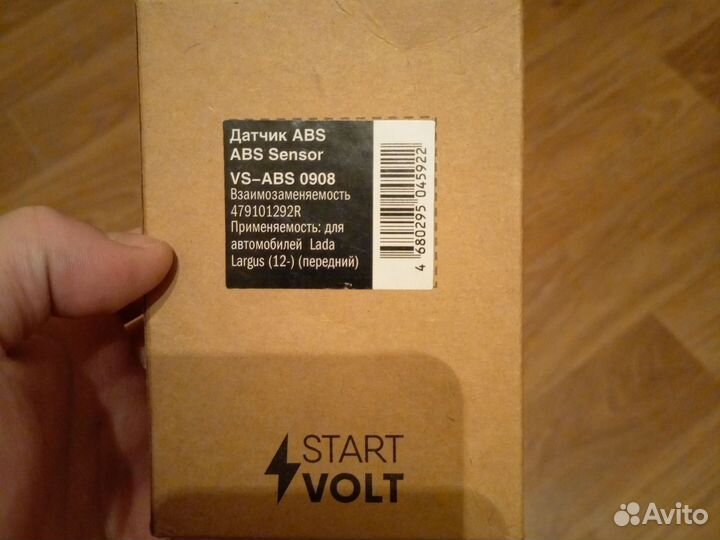 Датчик ABS
ABS Sensor
VS-ABS 0908
Взаимозаменяемость
479101292R
Применяемость: для
автомобилей Lada
Largus (12-) (передний)
4 680295 045922
START
VOLT
Avito